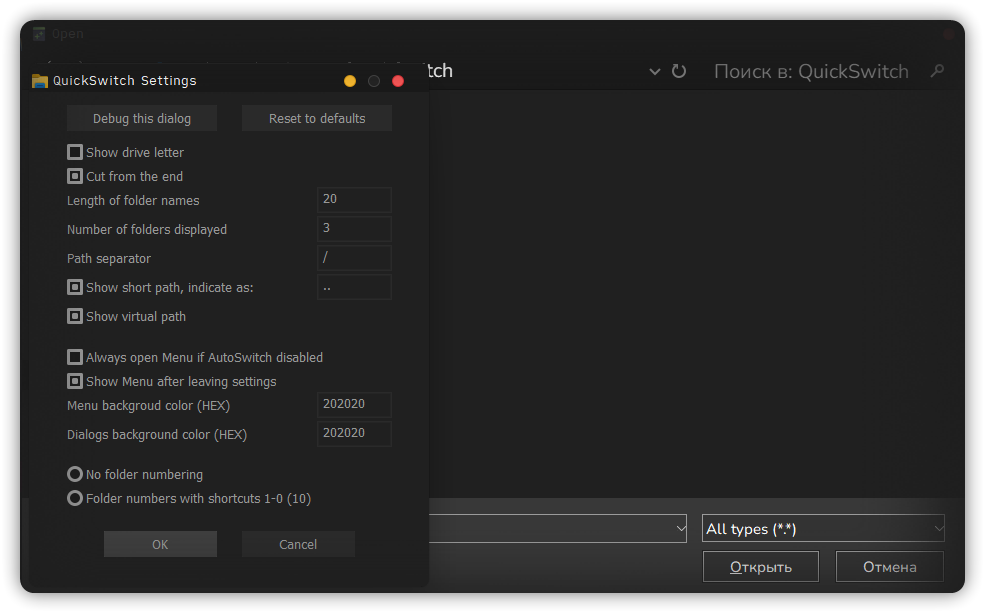 Open
tch
Поиск в: QuickSwitch
QuickSwitch Settings
Debug this dialog
Reset to defaults
Show drive letter
Cut from the end
Length of folder names
20
Number of folders displayed
3
Path separator
/
Show short path, indicate as:
..
Show virtual path
Always open Menu if AutoSwitch disabled
Show Menu after leaving settings
Menu backgroud color (HEX)
202020
Dialogs background color (HEX)
202020
No folder numbering
Folder numbers with shortcuts 1-0 (10)
OK
Cancel
All types (*.*)
Открыть
Отмена